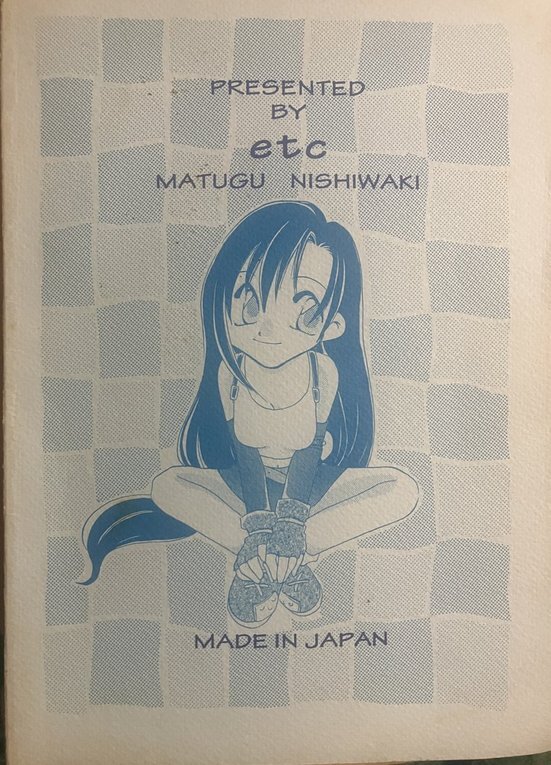 PRESENTED
BY
etc
MATUGU NISHIWAKI
MADE IN JAPAN